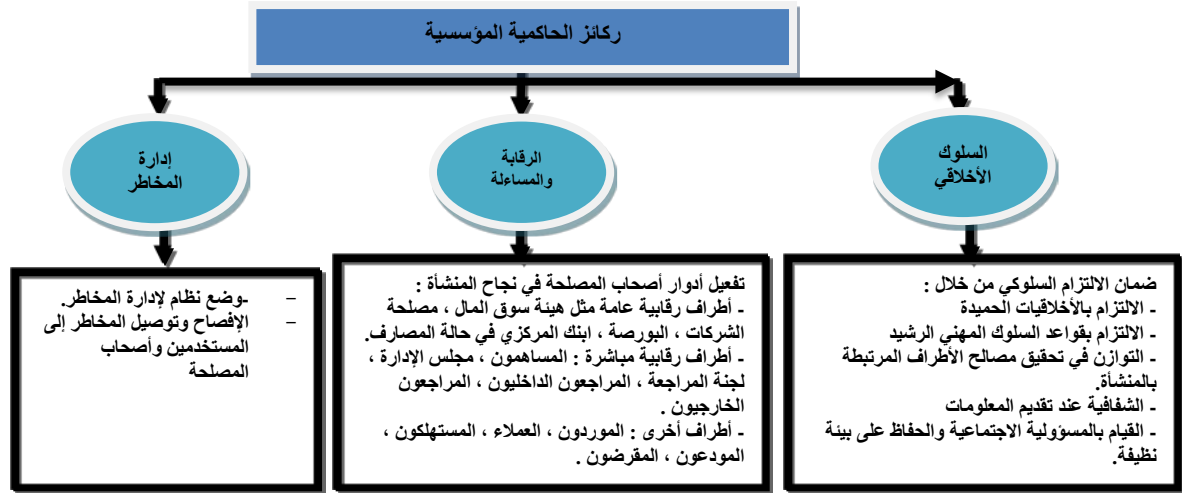 ركائز الحاكمية المؤسسية
السلوك
الأخلاقي
الرقابة
والمساءلة
إدارة
المخاطر
ضمان الالتزام السلوكي من خلال :
- الالتزام بالأخلاقيات الحميدة
- الالتزام بقواعد السلوك المهني الرشيد
- التوازن في تحقيق مصالح الأطراف المرتبطة
بالمنشأة.
- الشفافية عند تقديم المعلومات
- القيام بالمسؤولية الاجتماعية والحفاظ على بيئة
نظيفة.
تفعيل أدوار أصحاب المصلحة في نجاح المنشأة :
- أطراف رقابية عامة مثل هيئة سوق المال ، مصلحة
الشركات ، البورصة ، ابنك المركزي في حالة المصارف.
- أطراف رقابية مباشرة : المساهمون ، مجلس الإدارة ،
لجنة المراجعة ، المراجعون الداخليون ، المراجعون
الخارجيون .
- أطراف أخرى : الموردون ، العملاء ، المستهلكون ،
المودعون ، المقرضون .
- -وضع نظام لإدارة المخاطر.
- الإفصاح وتوصيل المخاطر إلى
المستخدمين وأصحاب
المصلحة